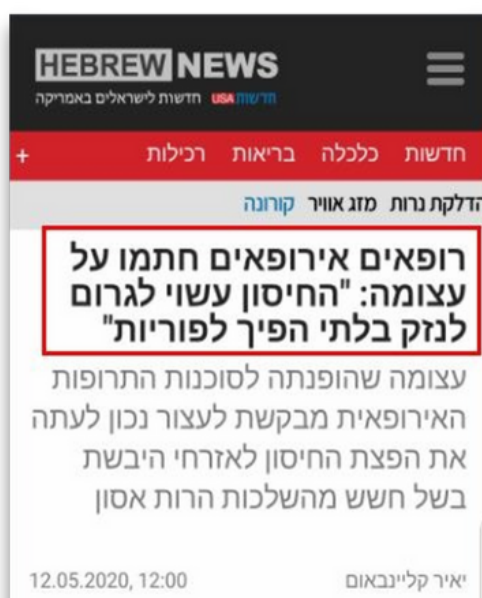 HEBREW NEWS
חדשות USA חדשות לישראלים באמריקה
חדשות כלכלה בריאות רכילות +
הדלקת נרות מזג אוויר קורונה
רופאים אירופאים חתמו על
עצומה: "החיסון עשוי לגרום
לנזק בלתי הפיך לפוריות"
עצומה שהופנתה לסוכנות התרופות
האירופאית מבקשת לעצור נכון לעתה
את הפצת החיסון לאזרחי היבשת
בשל חשש מהשלכות הרות אסון
יאיר קליינבאום 12.05.2020, 12:00